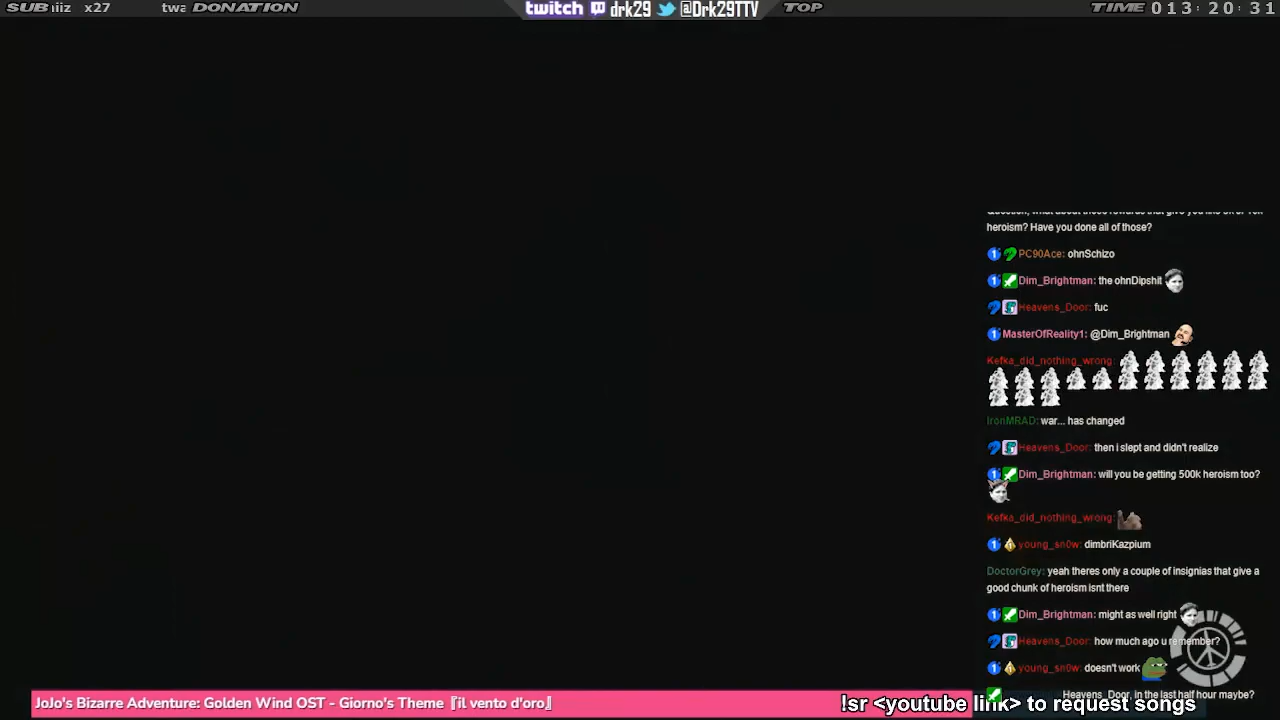 SUB iiz x27 twa DONATION twitch drk29 @Drk29TTV TOP TIME 013:20:31
heroism? Have you done all of those?
PC90Ace: ohnSchizo
Dim_Brightman: the ohnDipshit
Heavens_Door: fuc
MasterOfReality1: @Dim_Brightman
Kefka_did_nothing_wrong:
IronMRAD: war... has changed
Heavens_Door: then i slept and didn't realize
Dim_Brightman: will you be getting 500k heroism too?
Kefka_did_nothing_wrong:
young_sn0w: dimbriKazpium
DoctorGrey: yeah theres only a couple of insignias that give a
good chunk of heroism isnt there
Dim_Brightman: might as well right
Heavens_Door: how much ago u remember?
young_sn0w: doesn't work
Heavens_Door, in the last half hour maybe?
JoJo's Bizarre Adventure: Golden Wind OST - Giorno's Theme『il vento d'oro』
!sr <youtube link> to request songs